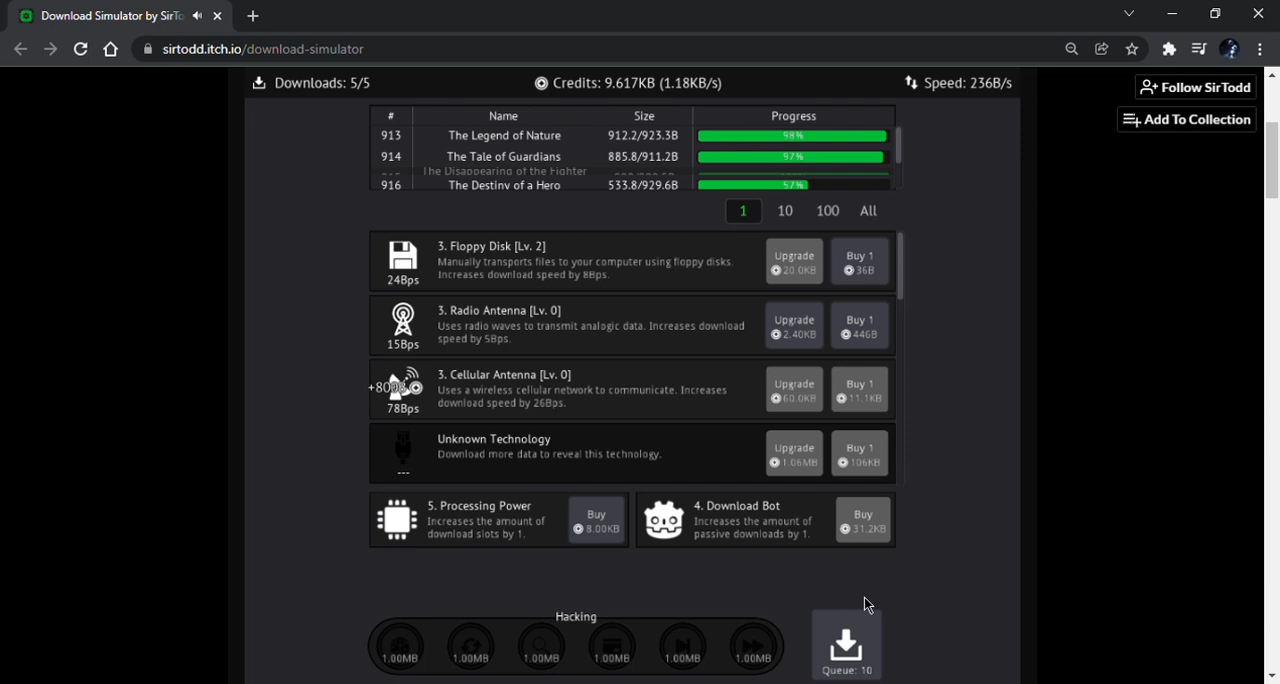 Download Simulator by SirTo
sirtodd.itch.io/download-simulator
Downloads: 5/5
Credits: 9.617KB (1.18KB/s)
Speed: 236B/s
Follow SirTodd
Add To Collection
# Name Size Progress
913 The Legend of Nature 912.2/923.3B 98%
914 The Tale of Guardians 885.8/911.2B 97%
The Disappearing of the Fighter
916 The Destiny of a Hero 533.8/929.6B 57%
1 10 100 All
3. Floppy Disk [Lv. 2]
Manually transports files to your computer using floppy disks.
Increases download speed by 8Bps.
24Bps
Upgrade
20.0KB
Buy 1
36B
3. Radio Antenna [Lv. 0]
Uses radio waves to transmit analogic data. Increases download
speed by 5Bps.
15Bps
Upgrade
2.40KB
Buy 1
446B
3. Cellular Antenna [Lv. 0]
Uses a wireless cellular network to communicate. Increases
download speed by 26Bps.
78Bps
Upgrade
60.0KB
Buy 1
11.1KB
Unknown Technology
Download more data to reveal this technology.
---
Upgrade
1.06MB
Buy 1
106KB
5. Processing Power
Increases the amount of
download slots by 1.
Buy
8.00KB
4. Download Bot
Increases the amount of
passive downloads by 1.
Buy
31.2KB
Hacking
1.00MB 1.00MB 1.00MB 1.00MB 1.00MB 1.00MB
Queue: 10